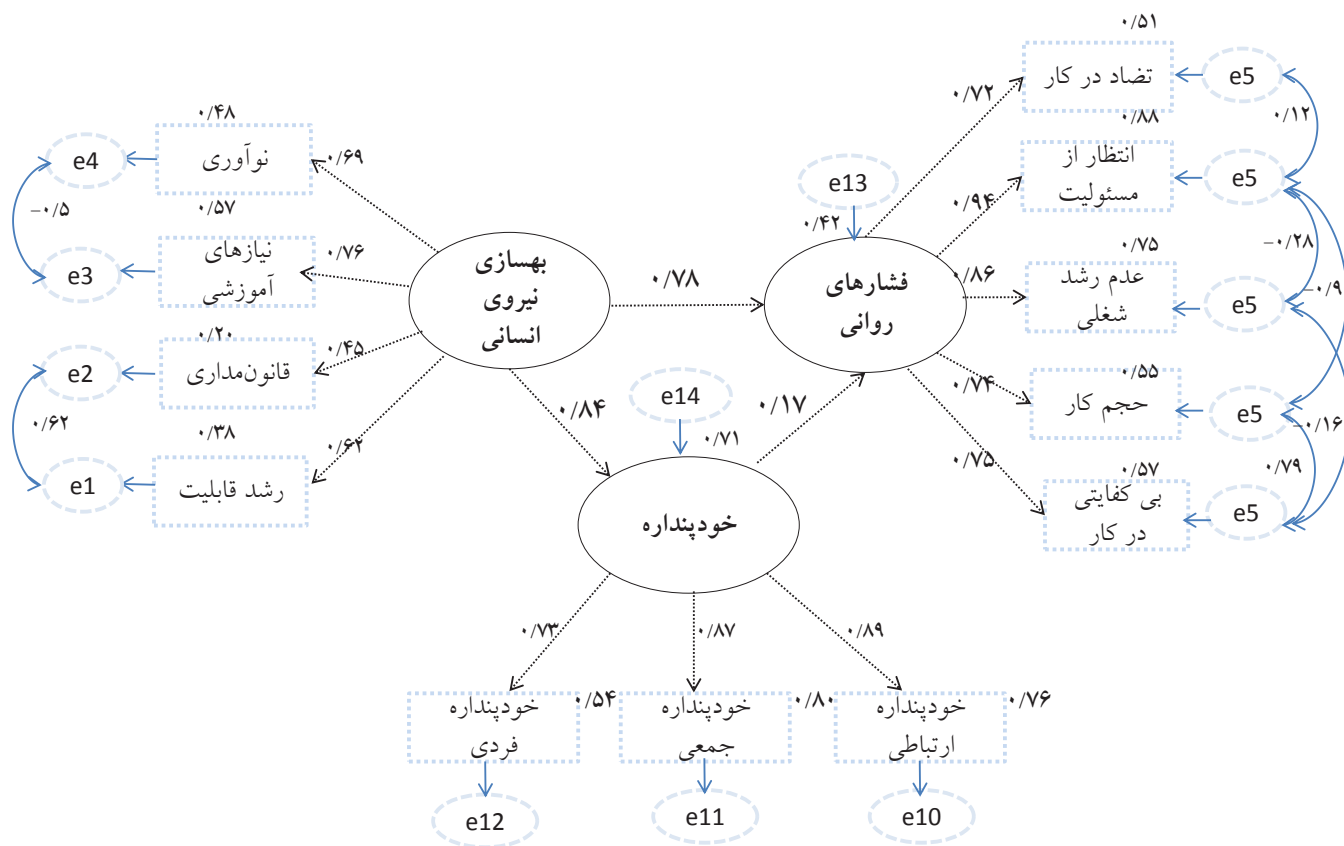 ۰/۵۱
تضاد در کار
e5
۰/۷۲
۰/۱۲
۰/۴۸
نوآوری
e4
۰/۶۹
۰/۸۸
انتظار از
مسئولیت
e5
e13
۰/۹۴
-۰/۵
۰/۵۷
نیازهای
آموزشی
e3
۰/۷۶
بهسازی
نیروی
انسانی
۰/۷۸
۰/۴۲
فشارهای
روانی
۰/۸۶
۰/۷۵
عدم رشد
شغلی
e5
-۰/۲۸
-۰/۹
۰/۲۰
قانون‌مداری
e2
۰/۴۵
۰/۶۲
۰/۳۸
رشد قابلیت
e1
۰/۶۲
۰/۸۴
e14
۰/۷۱
۰/۱۷
۰/۷۴
۰/۵۵
حجم کار
e5
-۰/۱۶
۰/۷۵
۰/۵۷
بی کفایتی
در کار
e5
۰/۷۹
خودپنداره
۰/۷۳
۰/۸۷
۰/۸۹
خودپنداره
فردی
۰/۵۴
خودپنداره
جمعی
۰/۸۰
خودپنداره
ارتباطی
۰/۷۶
e12
e11
e10